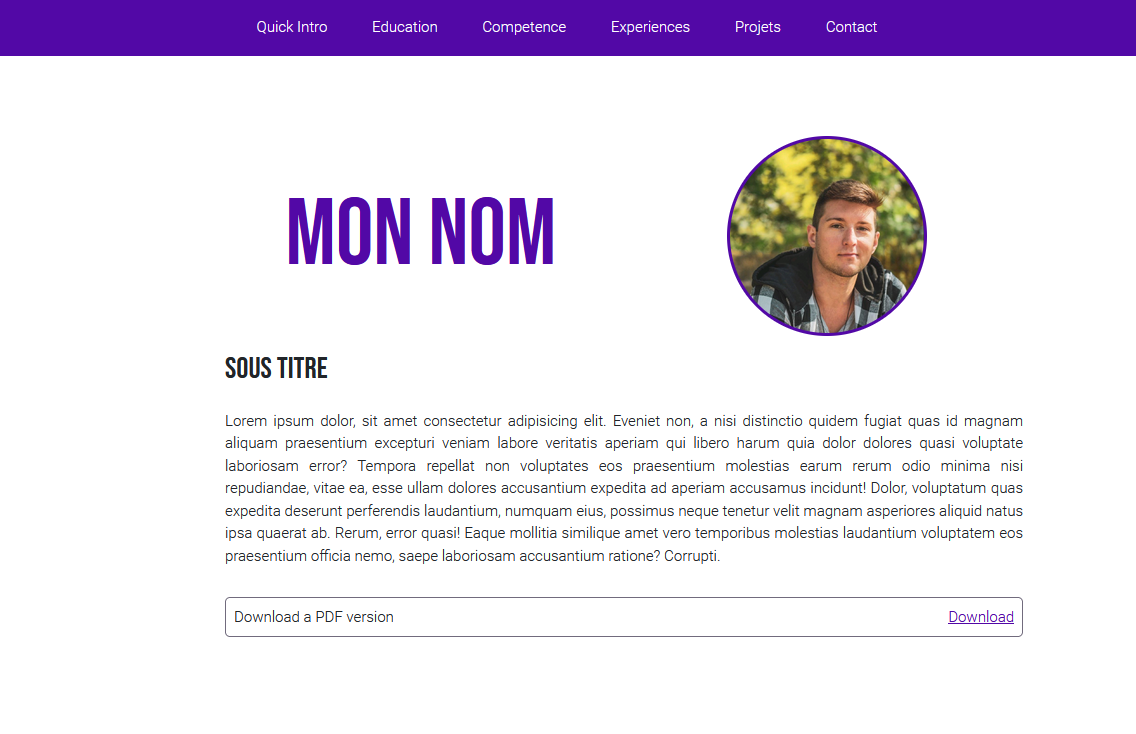 Quick Intro Education Competence Experiences Projets Contact
MON NOM
SOUS TITRE
Lorem ipsum dolor, sit amet consectetur adipisicing elit. Eveniet non, a nisi distinctio quidem fugiat quas id magnam
aliquam praesentium excepturi veniam labore veritatis aperiam qui libero harum quia dolor dolores quasi voluptate
laboriosam error? Tempora repellat non voluptates eos praesentium molestias earum rerum odio minima nisi
repudiandae, vitae ea, esse ullam dolores accusantium expedita ad aperiam accusamus incidunt! Dolor, voluptatum quas
expedita deserunt perferendis laudantium, numquam eius, possimus neque tenetur velit magnam asperiores aliquid natus
ipsa quaerat ab. Rerum, error quasi! Eaque mollitia similique amet vero temporibus molestias laudantium voluptatem eos
praesentium officia nemo, saepe laboriosam accusantium ratione? Corrupti.
Download a PDF version Download